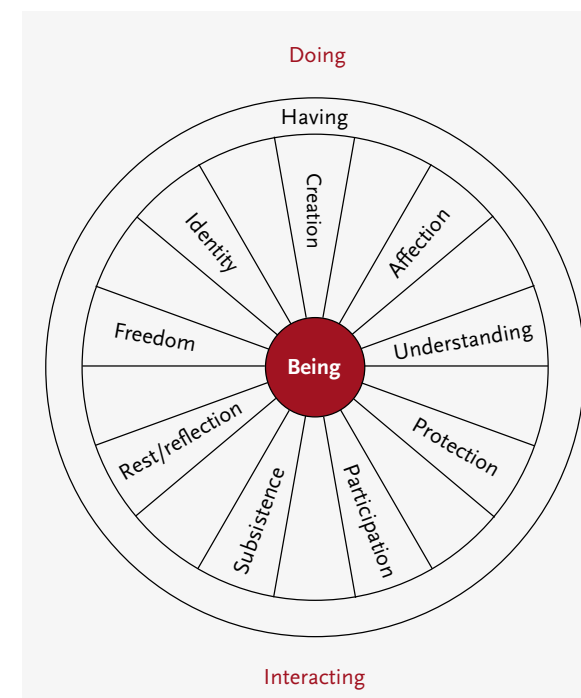 Doing
Having
Creation
Identity
Affection
Freedom
Being
Understanding
Rest/reflection
Protection
Subsistence
Participation
Interacting